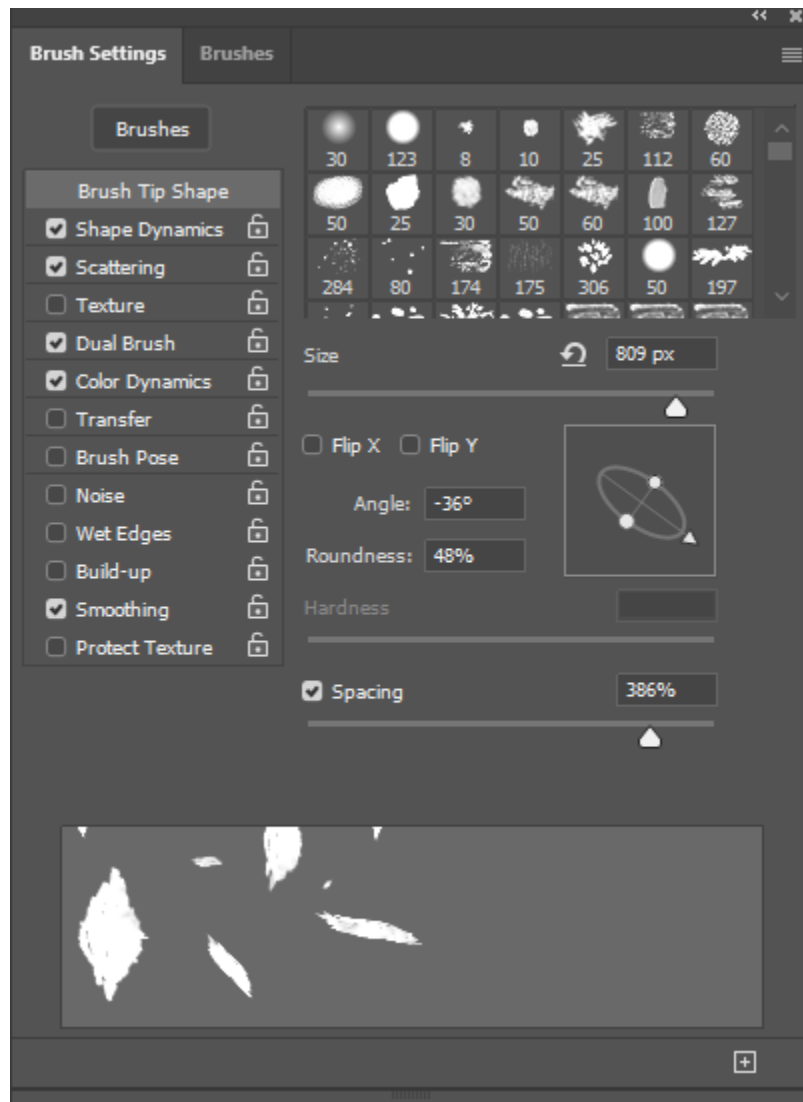 Brush Settings Brushes
Brushes
Brush Tip Shape
Shape Dynamics
Scattering
Texture
Dual Brush
Color Dynamics
Transfer
Brush Pose
Noise
Wet Edges
Build-up
Smoothing
Protect Texture
30 123 8 10 25 112 60
50 25 30 50 60 100 127
284 80 174 175 306 50 197
Size 809 px
Flip X Flip Y
Angle: -36º
Roundness: 48%
Hardness
Spacing 386%